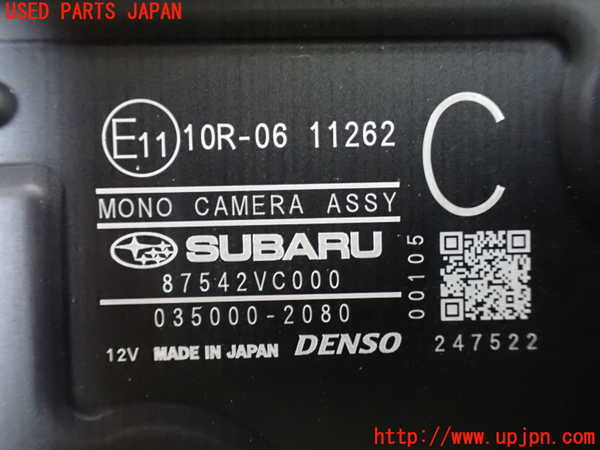 USED PARTS JAPAN
E11 10R-06 11262
C
MONO CAMERA ASSY
SUBARU
87542VC000
035000-2080
12V MADE IN JAPAN DENSO
00105
247522
http://www.upjpn.com/